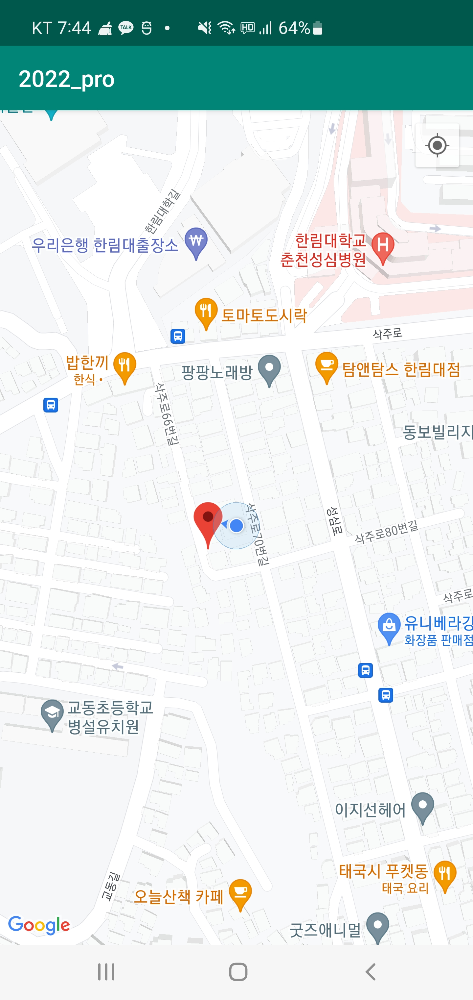 KT 7:44 TALK HD 64%
2022_pro
한림대학길
우리은행 한림대출장소
₩
한림대학교
춘천성심병원
H
토마토도시락
삭주로
밥한끼
한식 •
팡팡노래방
탐앤탐스 한림대점
삭주로66번길
동보빌리지
삭주로70번길
성심로
삭주로80번길
삭주로
유니베라강
화장품 판매점
교동초등학교
병설유치원
이지선헤어
태국시 푸켓동
태국 요리
교동길
오늘산책 카페
Google
굿즈애니멀